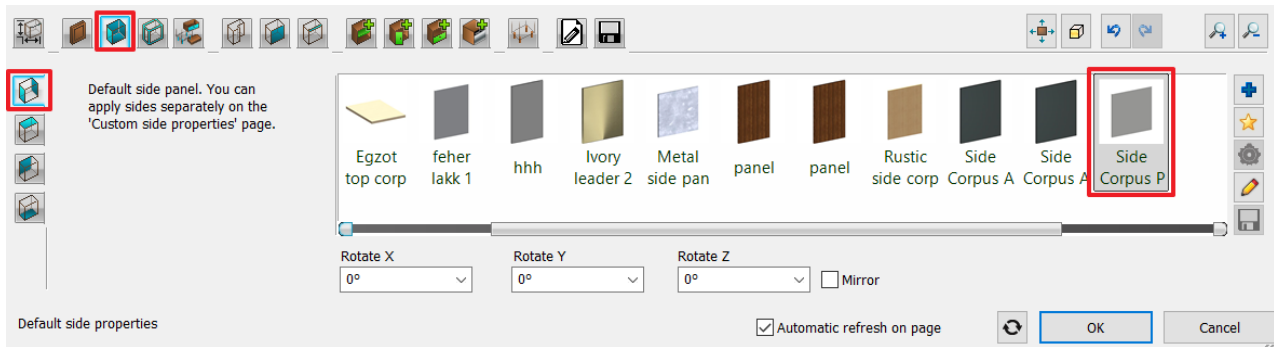 Default side panel. You can
apply sides separately on the
'Custom side properties' page.
Egzot
top corp
feher
lakk 1
hhh
Ivory
leader 2
Metal
side pan
panel
panel
Rustic
side corp
Side
Corpus A
Side
Corpus A
Side
Corpus P
Rotate X
Rotate Y
Rotate Z
0°
0°
0°
Mirror
Default side properties
Automatic refresh on page
OK
Cancel